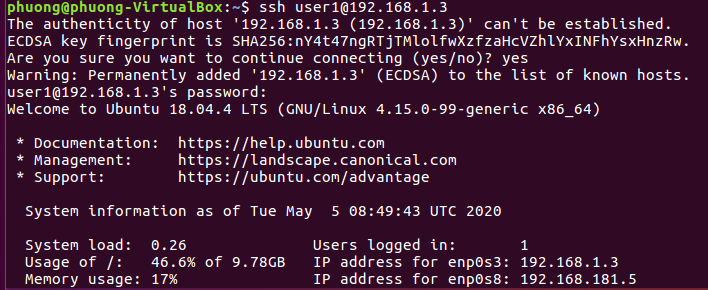 phuong@phuong-VirtualBox:~$ ssh user1@192.168.1.3
The authenticity of host '192.168.1.3 (192.168.1.3)' can't be established.
ECDSA key fingerprint is SHA256:nY4t47ngRTjTMlolfwXzfzaHcVZhlYxINFhYsxHnzRw.
Are you sure you want to continue connecting (yes/no)? yes
Warning: Permanently added '192.168.1.3' (ECDSA) to the list of known hosts.
user1@192.168.1.3's password:
Welcome to Ubuntu 18.04.4 LTS (GNU/Linux 4.15.0-99-generic x86_64)

 * Documentation:  https://help.ubuntu.com
 * Management:     https://landscape.canonical.com
 * Support:        https://ubuntu.com/advantage

  System information as of Tue May  5 08:49:43 UTC 2020

  System load:  0.26              Users logged in:       1
  Usage of /:   46.6% of 9.78GB   IP address for enp0s3: 192.168.1.3
  Memory usage: 17%               IP address for enp0s8: 192.168.181.5